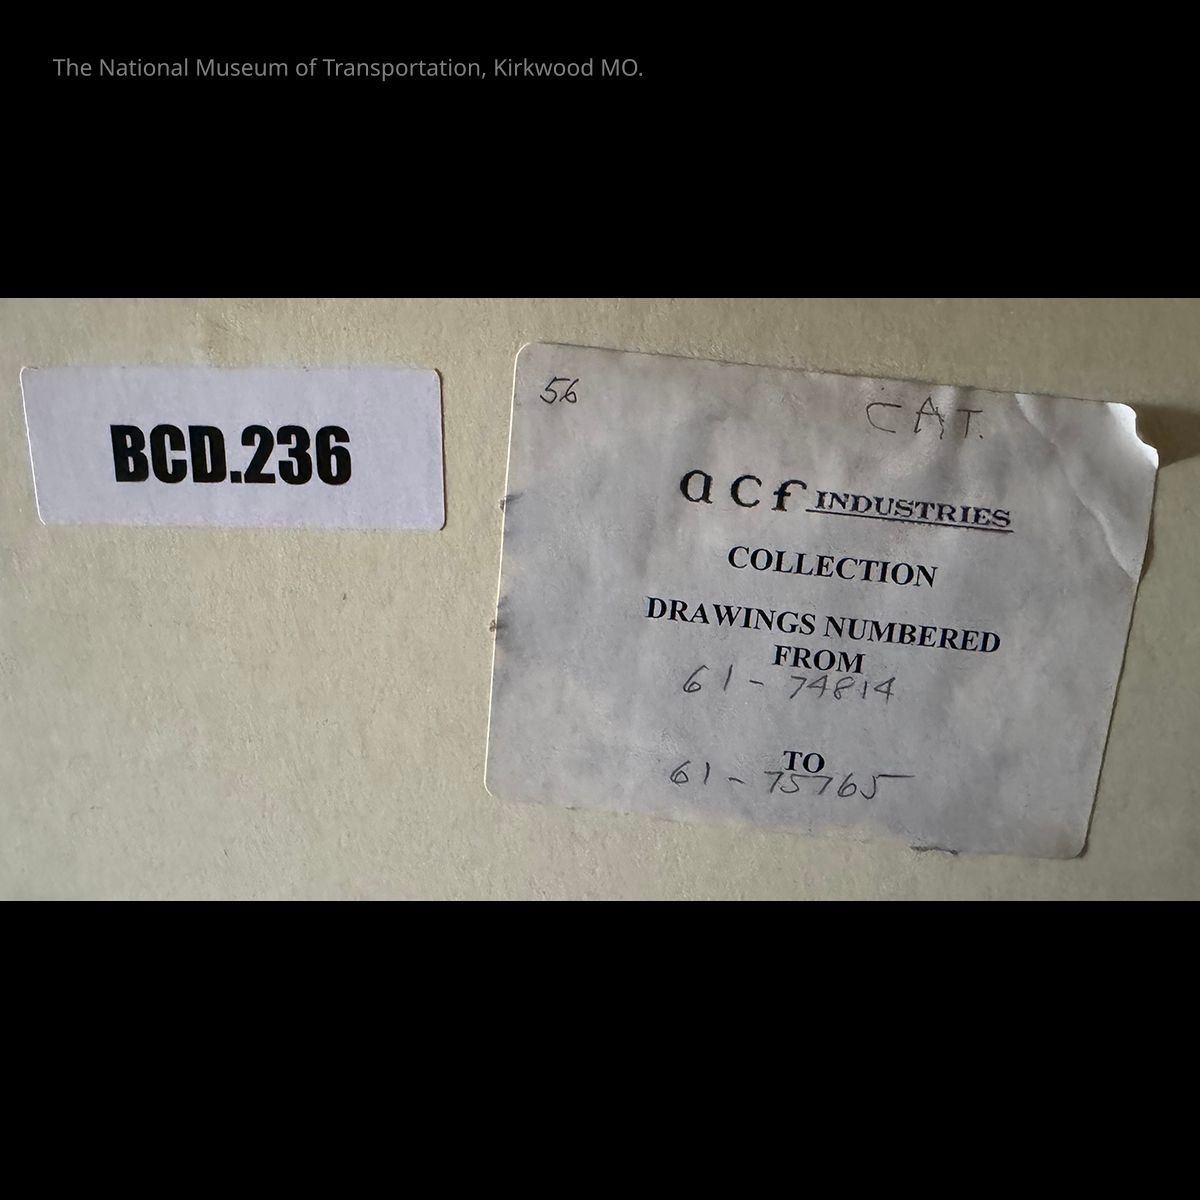 The National Museum of Transportation, Kirkwood MO.
BCD.236
56
CAT.
acf INDUSTRIES
COLLECTION
DRAWINGS NUMBERED
FROM
61-74814
TO
61-75765